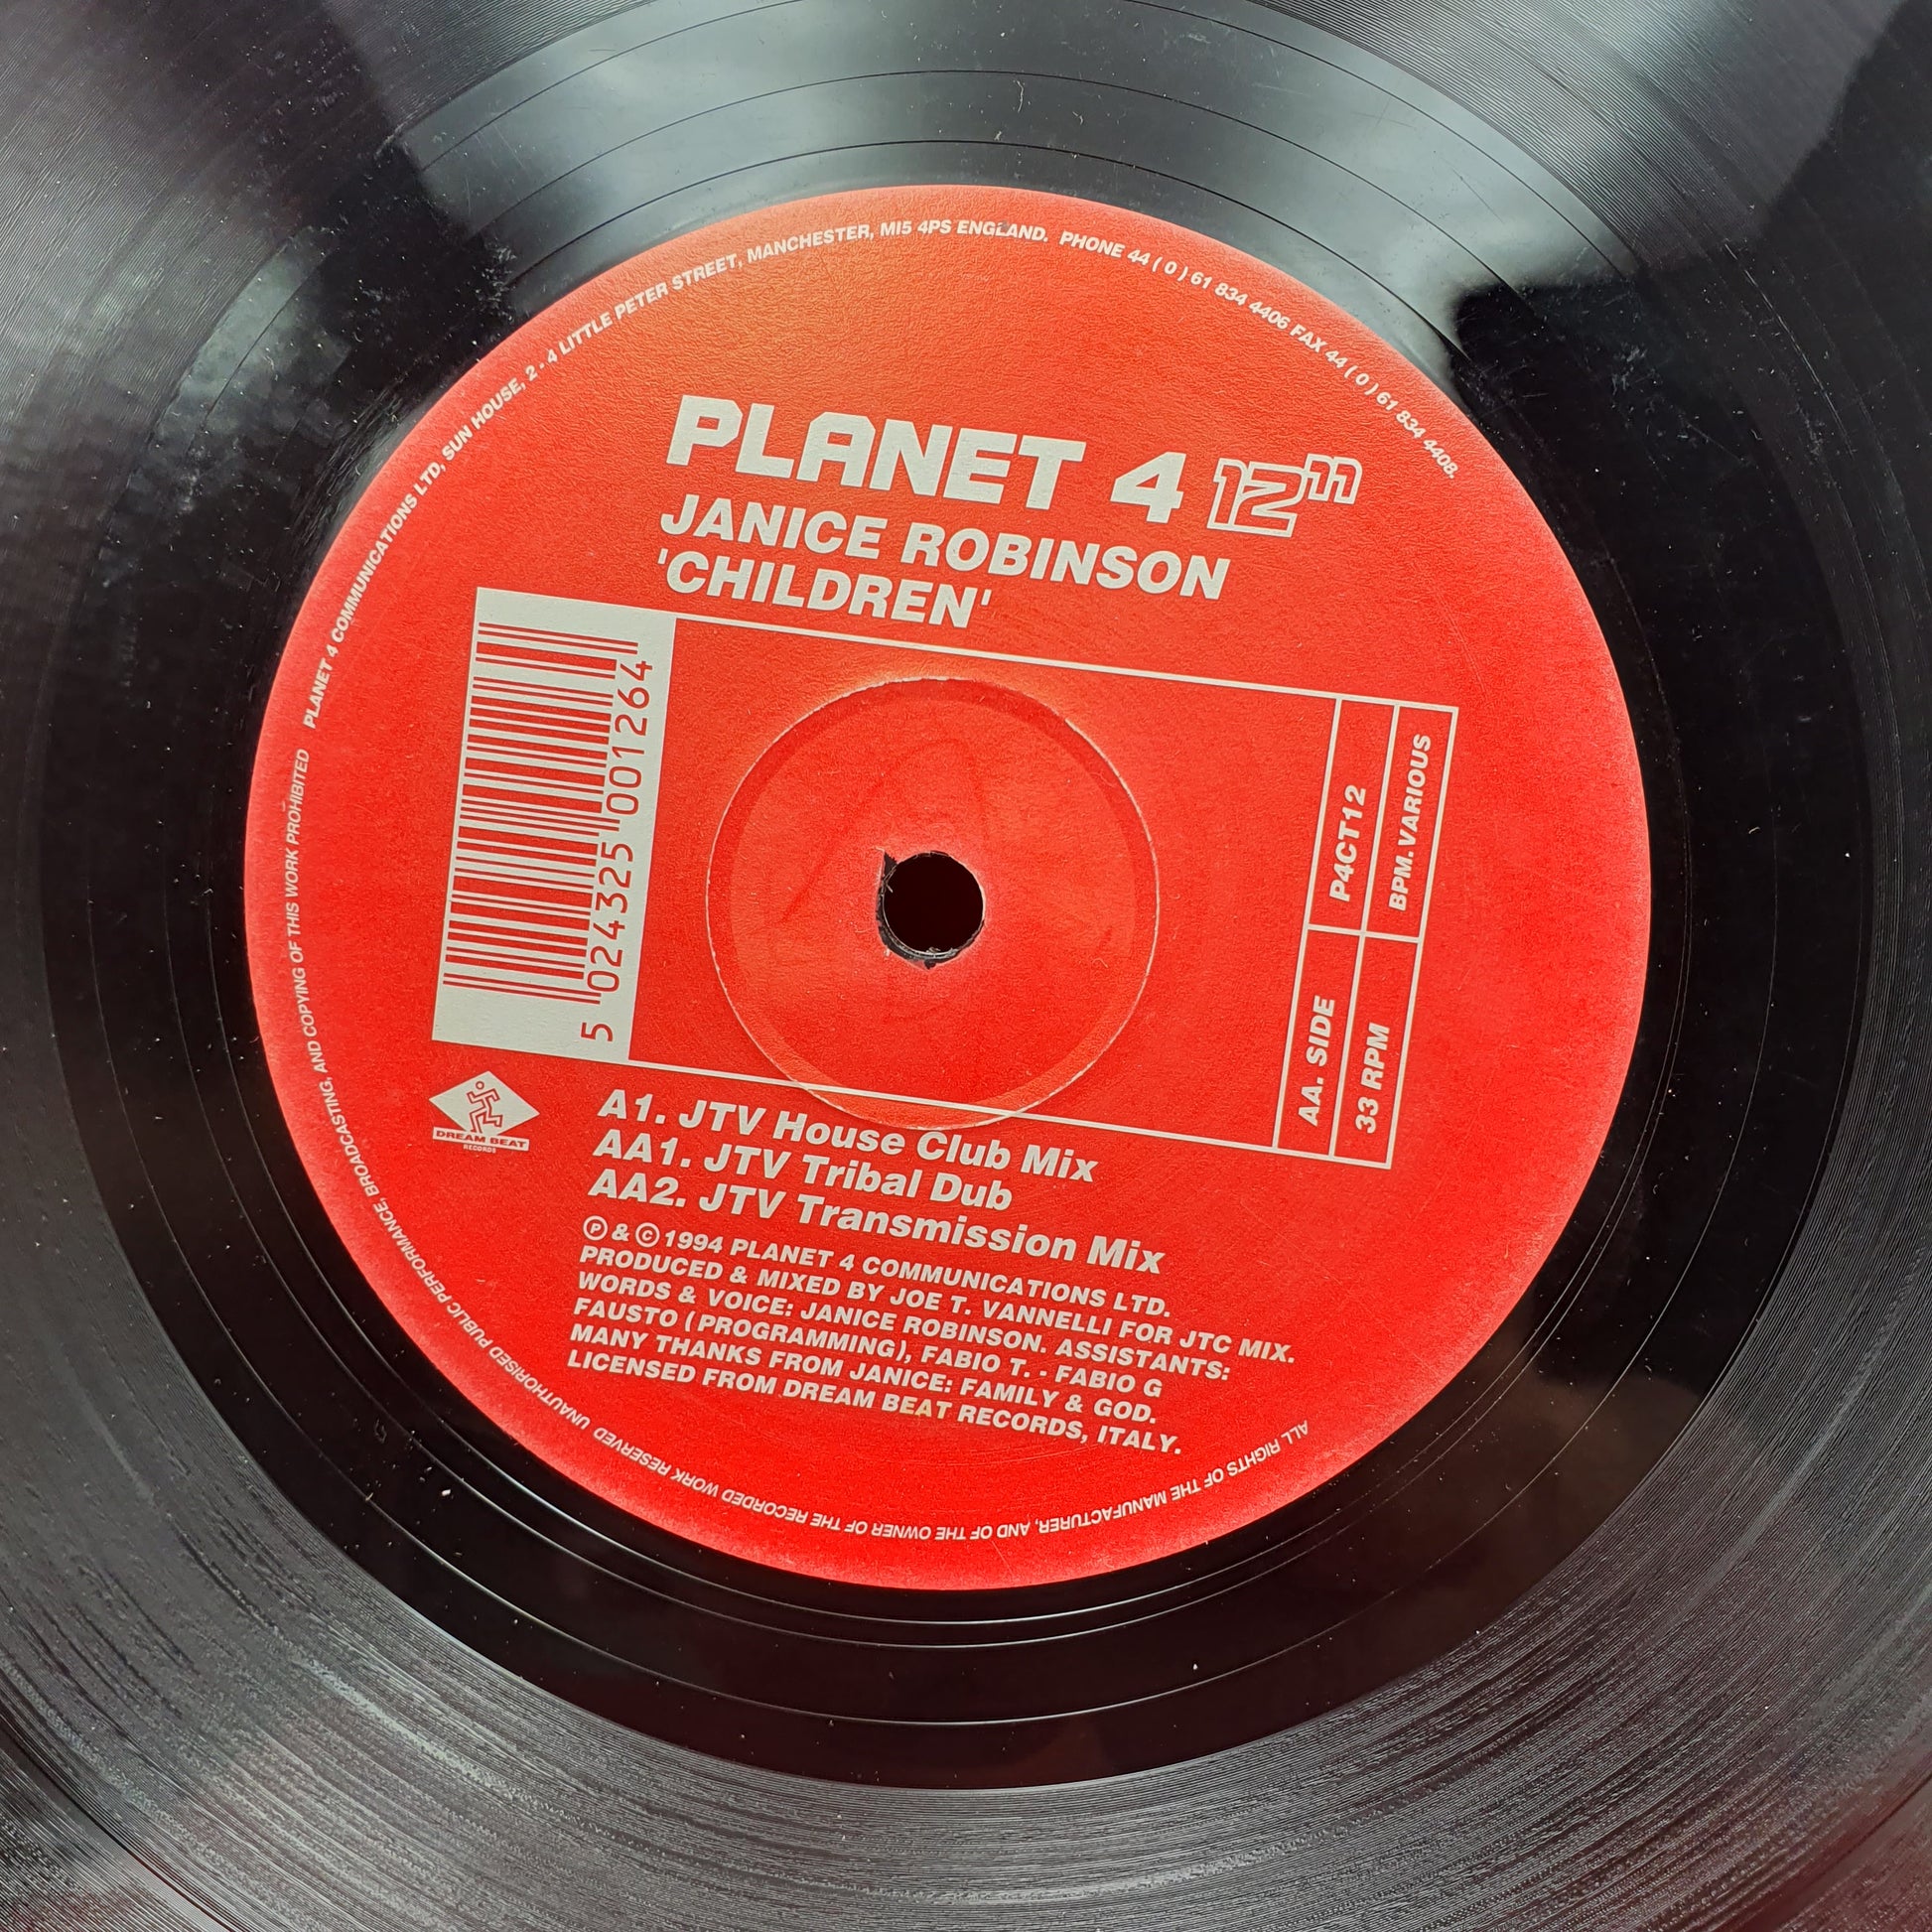 PLANET 4 COMMUNICATIONS LTD, SUN HOUSE, 2 - 4 LITTLE PETER STREET, MANCHESTER, MI5 4PS ENGLAND. PHONE 44 ( 0 ) 61 834 4406 FAX 44 ( 0 ) 61 834 4408.
PLANET 4 12"
JANICE ROBINSON
'CHILDREN'
5 024325 001264
P4CT12
BPM. VARIOUS
AA. SIDE
33 RPM
DREAM BEAT
RECORDS
A1. JTV House Club Mix
AA1. JTV Tribal Dub
AA2. JTV Transmission Mix
Ⓟ & © 1994 PLANET 4 COMMUNICATIONS LTD.
PRODUCED & MIXED BY JOE T. VANNELLI FOR JTC MIX.
WORDS & VOICE: JANICE ROBINSON. ASSISTANTS:
FAUSTO ( PROGRAMMING), FABIO T. - FABIO G
MANY THANKS FROM JANICE: FAMILY & GOD.
LICENSED FROM DREAM BEAT RECORDS, ITALY.
ALL RIGHTS OF THE MANUFACTURER, AND OF THE OWNER OF THE RECORDED WORK RESERVED UNAUTHORISED PUBLIC PERFORMANCE, BROADCASTING, AND COPYING OF THIS WORK PROHIBITED